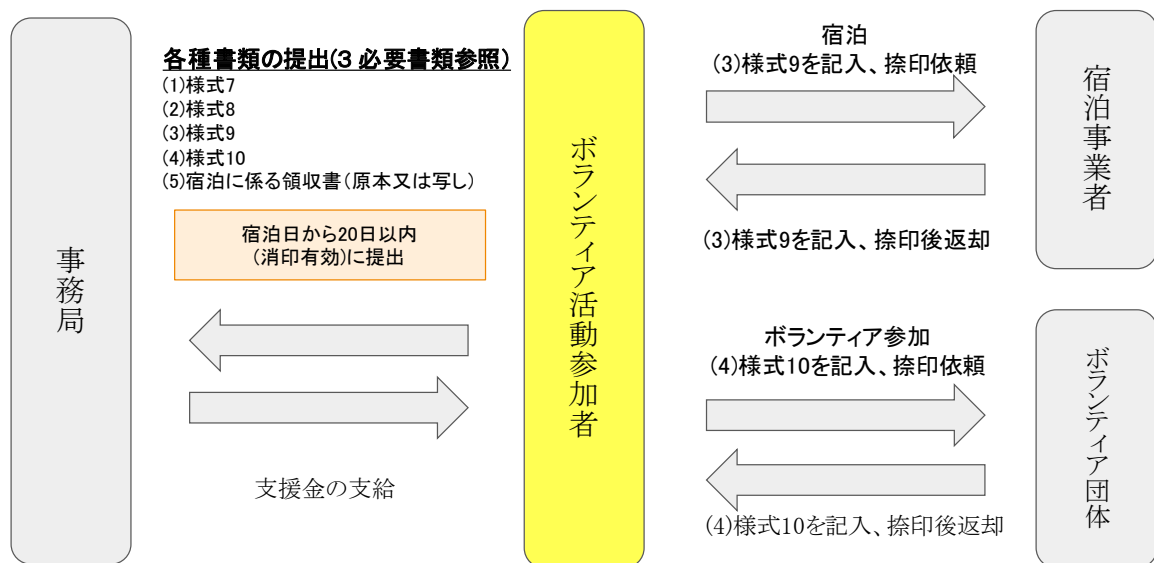 事務局
各種書類の提出(3 必要書類参照)
(1)様式7
(2)様式8
(3)様式9
(4)様式10
(5)宿泊に係る領収書(原本又は写し)
宿泊日から20日以内
(消印有効)に提出
支援金の支給
ボランティア活動参加者
宿泊
(3)様式9を記入、捺印依頼
(3)様式9を記入、捺印後返却
宿泊事業者
ボランティア参加
(4)様式10を記入、捺印依頼
(4)様式10を記入、捺印後返却
ボランティア団体